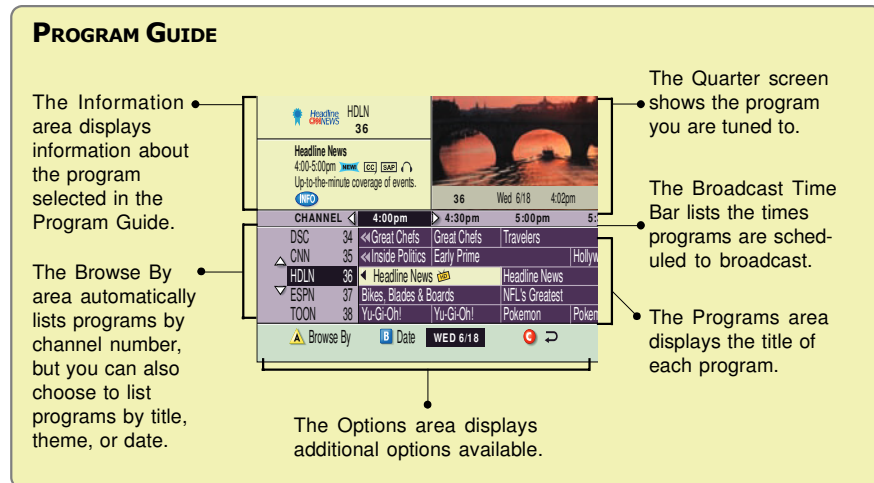 PROGRAM GUIDE
The Information
area displays
information about
the program
selected in the
Program Guide.
The Browse By
area automatically
lists programs by
channel number,
but you can also
choose to list
programs by title,
theme, or date.
Headline
CNN NEWS
HDLN
36
Headline News
4:00-5:00pm NEW! CC SAP
Up-to-the-minute coverage of events.
INFO
36 Wed 6/18 4:02pm
CHANNEL 4:00pm 4:30pm 5:00pm 5:
DSC 34 Great Chefs Great Chefs Travelers
CNN 35 Inside Politics Early Prime Hollyw
HDLN 36 Headline News HD Headline News
ESPN 37 Bikes, Blades & Boards NFL's Greatest
TOON 38 Yu-Gi-Oh! Yu-Gi-Oh! Pokemon Poken
A Browse By B Date WED 6/18 C
The Quarter screen
shows the program
you are tuned to.
The Broadcast Time
Bar lists the times
programs are sched-
uled to broadcast.
The Programs area
displays the title of
each program.
The Options area displays
additional options available.